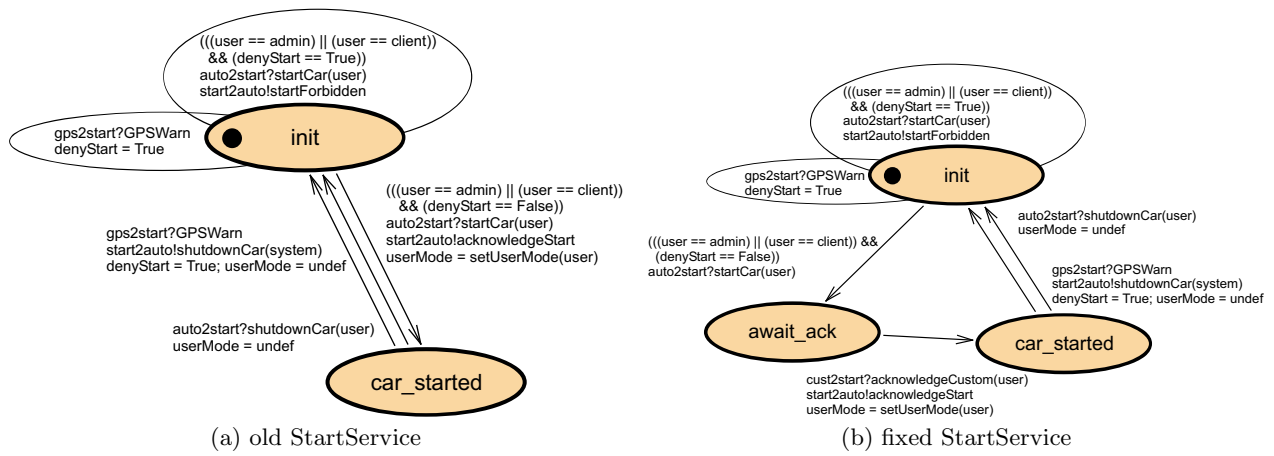 (((user == admin) || (user == client))
&& (denyStart == True))
auto2start?startCar(user)
start2auto!startForbidden
gps2start?GPSWarn
denyStart = True
init
(((user == admin) || (user == client))
&& (denyStart == False))
auto2start?startCar(user)
start2auto!acknowledgeStart
userMode = setUserMode(user)
gps2start?GPSWarn
start2auto!shutdownCar(system)
denyStart = True; userMode = undef
auto2start?shutdownCar(user)
userMode = undef
car_started
(a) old StartService
(((user == admin) || (user == client))
&& (denyStart == True))
auto2start?startCar(user)
start2auto!startForbidden
gps2start?GPSWarn
denyStart = True
init
auto2start?shutdownCar(user)
userMode = undef
(((user == admin) || (user == client)) &&
(denyStart == False))
auto2start?startCar(user)
gps2start?GPSWarn
start2auto!shutdownCar(system)
denyStart = True; userMode = undef
await_ack
car_started
cust2start?acknowledgeCustom(user)
start2auto!acknowledgeStart
userMode = setUserMode(user)
(b) fixed StartService